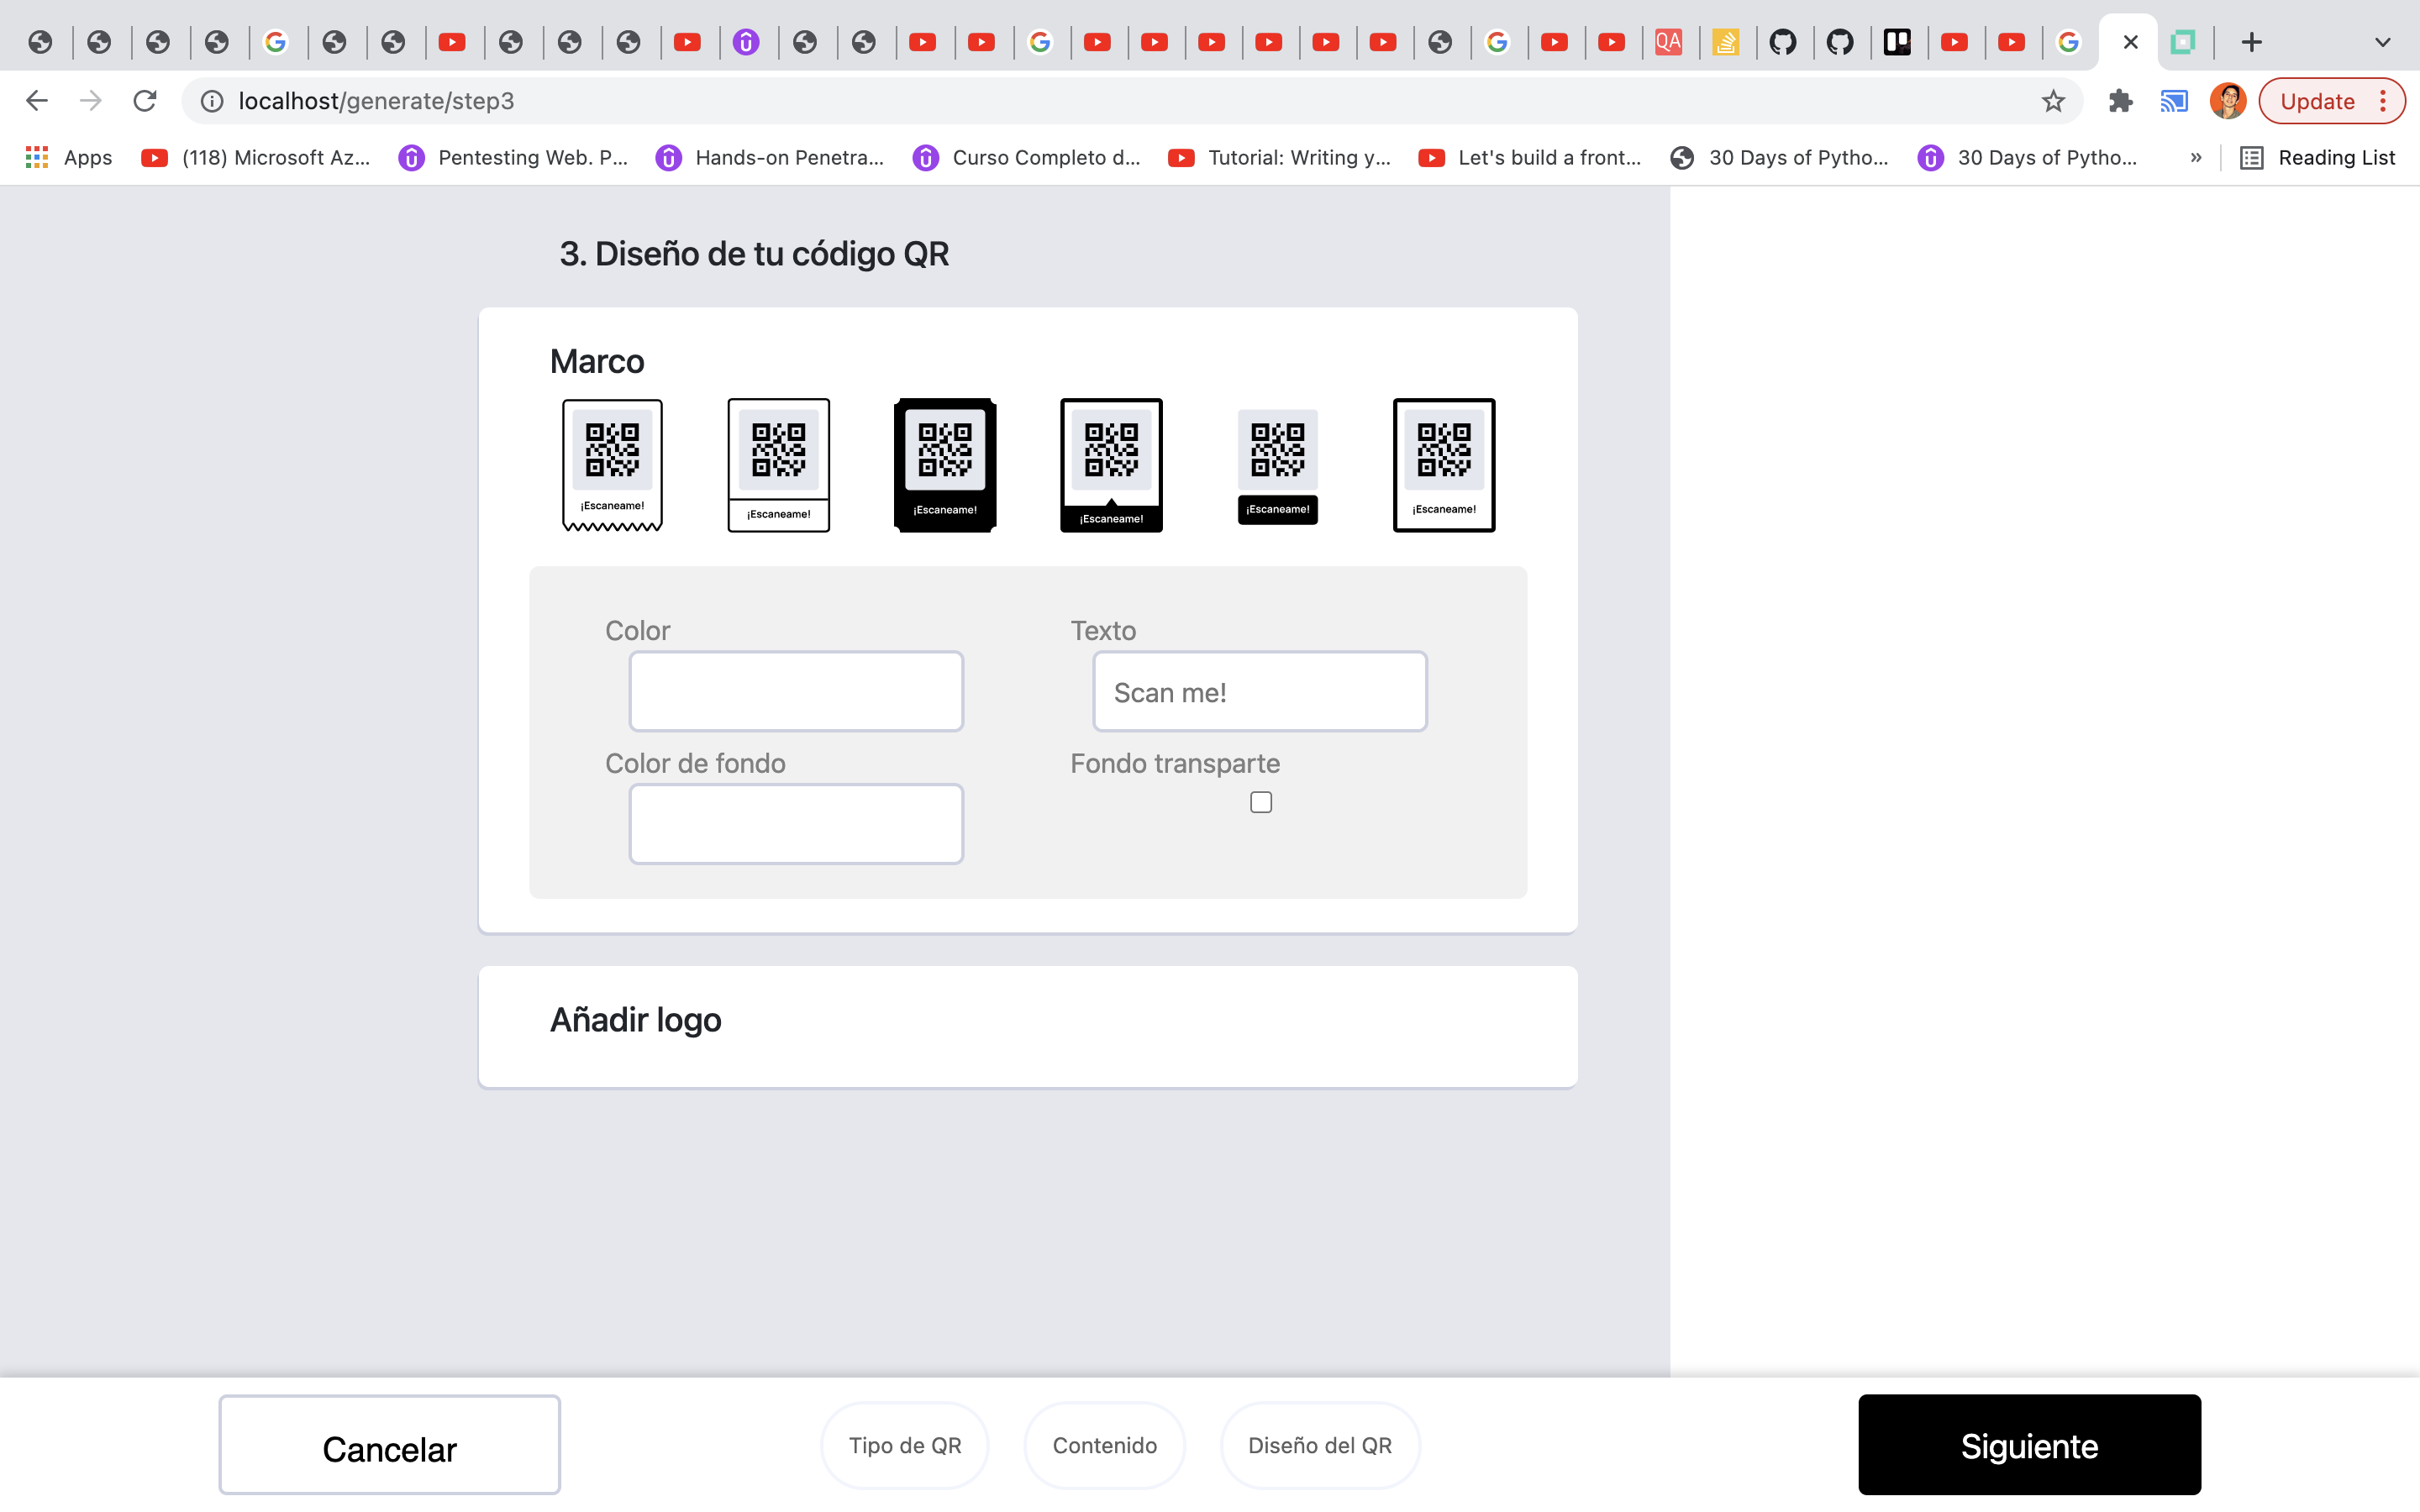 QA
localhost/generate/step3
Update
Apps
(118) Microsoft Az...
Pentesting Web. P...
Hands-on Penetra...
Curso Completo d...
Tutorial: Writing y...
Let's build a front...
30 Days of Pytho...
30 Days of Pytho...
»
Reading List
3. Diseño de tu código QR
Marco
¡Escaneame!
¡Escaneame!
¡Escaneame!
¡Escaneame!
¡Escaneame!
¡Escaneame!
Color
Texto
Scan me!
Color de fondo
Fondo transparte
Añadir logo
Cancelar
Tipo de QR
Contenido
Diseño del QR
Siguiente